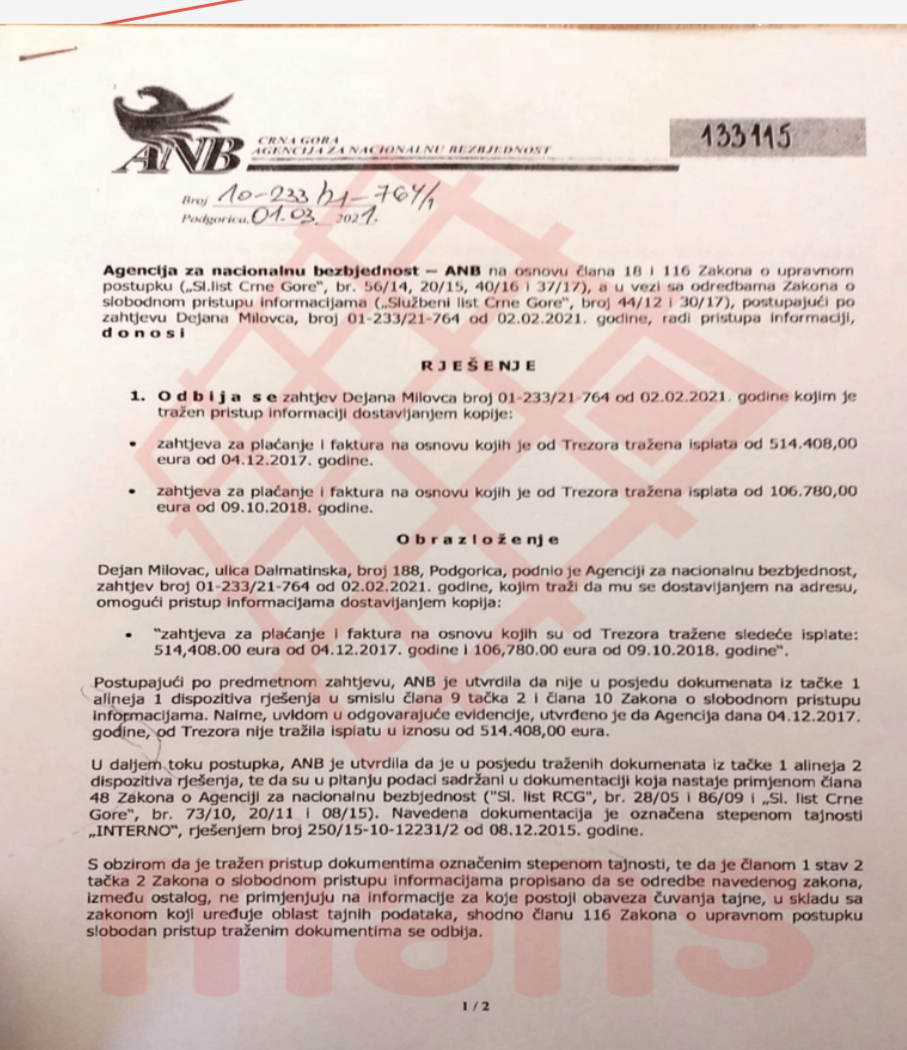 133115
ANB
CRNA GORA
AGENCIJA ZA NACIONALNU BEZBJEDNOST
Broj 10-233/21-764/1
Podgorica, 01.03. 2021.
Agencija za nacionalnu bezbjednost – ANB na osnovu člana 18 i 116 Zakona o upravnom
postupku („Sl.list Crne Gore“, br. 56/14, 20/15, 40/16 i 37/17), a u vezi sa odredbama Zakona o
slobodnom pristupu informacijama („Službeni list Crne Gore“, broj 44/12 i 30/17), postupajući po
zahtjevu Dejana Milovca, broj 01-233/21-764 od 02.02.2021. godine, radi pristupa informaciji,
d o n o s i
R J E Š E NJ E
1. O d b i j a s e zahtjev Dejana Milovca broj 01-233/21-764 od 02.02.2021. godine kojim je
tražen pristup informaciji dostavljanjem kopije:
• zahtjeva za plaćanje i faktura na osnovu kojih je od Trezora tražena isplata od 514.408,00
eura od 04.12.2017. godine.
• zahtjeva za plaćanje i faktura na osnovu kojih je od Trezora tražena isplata od 106.780,00
eura od 09.10.2018. godine.
O b r a z l o ž e nj e
Dejan Milovac, ulica Dalmatinska, broj 188, Podgorica, podnio je Agenciji za nacionalnu bezbjednost,
zahtjev broj 01-233/21-764 od 02.02.2021. godine, kojim traži da mu se dostavljanjem na adresu,
omogući pristup informacijama dostavljanjem kopija:
• "zahtjeva za plaćanje i faktura na osnovu kojih su od Trezora tražene sledeće isplate:
514,408.00 eura od 04.12.2017. godine i 106,780.00 eura od 09.10.2018. godine".
Postupajući po predmetnom zahtjevu, ANB je utvrdila da nije u posjedu dokumenata iz tačke 1
alineja 1 dispozitiva rješenja u smislu člana 9 tačka 2 i člana 10 Zakona o slobodnom pristupu
informacijama. Naime, uvidom u odgovarajuće evidencije, utvrđeno je da Agencija dana 04.12.2017.
godine, od Trezora nije tražila isplatu u iznosu od 514.408,00 eura.
U daljem toku postupka, ANB je utvrdila da je u posjedu traženih dokumenata iz tačke 1 alineja 2
dispozitiva rješenja, te da su u pitanju podaci sadržani u dokumentaciji koja nastaje primjenom člana
48 Zakona o Agenciji za nacionalnu bezbjednost ("Sl. list RCG", br. 28/05 i 86/09 i „Sl. list Crne
Gore", br. 73/10, 20/11 i 08/15). Navedena dokumentacija je označena stepenom tajnosti
„INTERNO", rješenjem broj 250/15-10-12231/2 od 08.12.2015. godine.
S obzirom da je tražen pristup dokumentima označenim stepenom tajnosti, te da je članom 1 stav 2
tačka 2 Zakona o slobodnom pristupu informacijama propisano da se odredbe navedenog zakona,
između ostalog, ne primjenjuju na informacije za koje postoji obaveza čuvanja tajne, u skladu sa
zakonom koji uređuje oblast tajnih podataka, shodno članu 116 Zakona o upravnom postupku
slobodan pristup traženim dokumentima se odbija.
mans
1 / 2